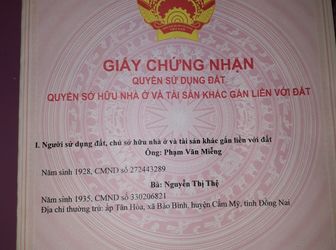 GIẤY CHỨNG NHẬN
QUYỀN SỬ DỤNG ĐẤT
QUYỀN SỞ HỮU NHÀ Ở VÀ TÀI SẢN KHÁC GẮN LIỀN VỚI ĐẤT
I. Người sử dụng đất, chủ sở hữu nhà ở và tài sản khác gắn liền với đất
Ông: Phạm Văn Miễng
Năm sinh 1928, CMND số 272443289
Bà: Nguyễn Thị Thệ
Năm sinh 1935, CMND số 330206821
Địa chỉ thường trú: ấp Tân Hòa, xã Bảo Bình, huyện Cẩm Mỹ, tỉnh Đồng Nai